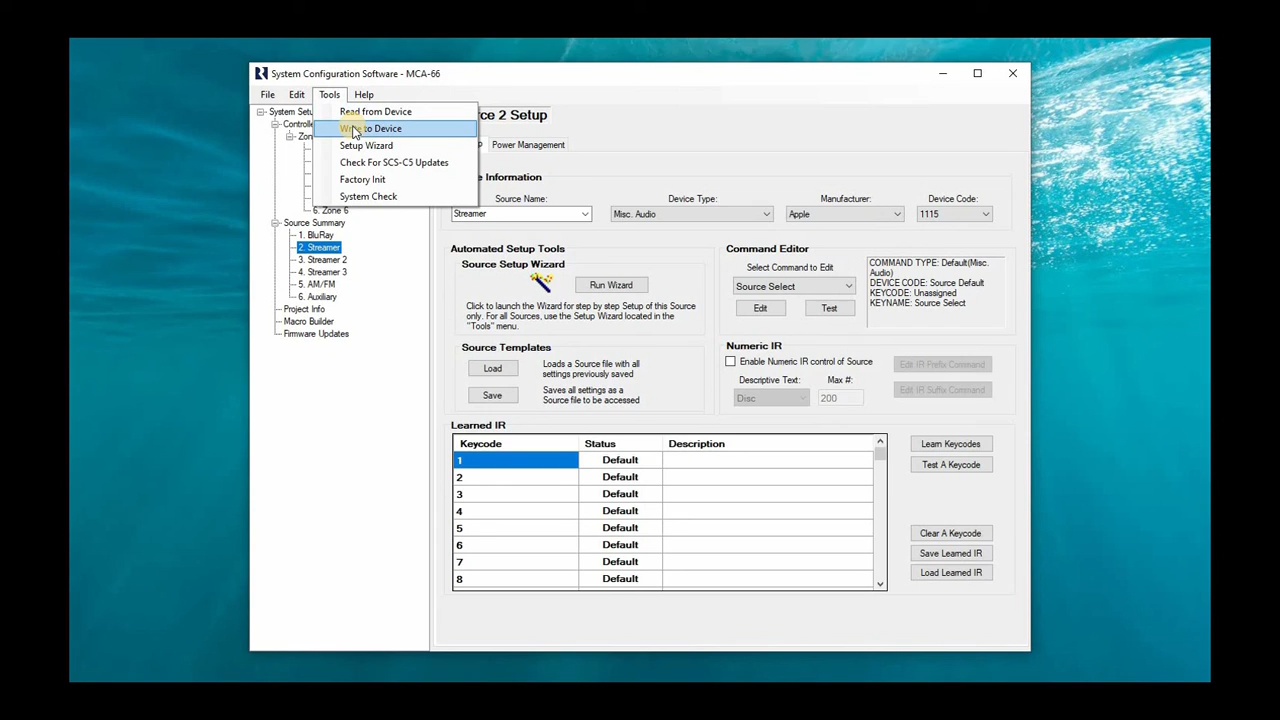 System Configuration Software - MCA-66
File Edit Tools Help
Read from Device
Write to Device
Setup Wizard
Check For SCS-C5 Updates
Factory Init
System Check
System Setu
Controlle
Zon
6. Zone 6
Source Summary
1. BluRay
2. Streamer
3. Streamer 2
4. Streamer 3
5. AM/FM
6. Auxiliary
Project Info
Macro Builder
Firmware Updates
ce 2 Setup
P Power Management
e Information
Source Name: Device Type: Manufacturer: Device Code:
Streamer Misc. Audio Apple 1115
Automated Setup Tools
Source Setup Wizard
Run Wizard
Click to launch the Wizard for step by step Setup of this Source
only. For all Sources, use the Setup Wizard located in the
"Tools" menu.
Source Templates
Load Loads a Source file with all
settings previously saved
Save Saves all settings as a
Source file to be accessed
Command Editor
Select Command to Edit
Source Select
Edit Test
COMMAND TYPE: Default(Misc.
Audio)
DEVICE CODE: Source Default
KEYCODE: Unassigned
KEYNAME: Source Select
Numeric IR
Enable Numeric IR control of Source
Descriptive Text: Max #:
Disc 200
Edit IR Prefix Command
Edit IR Suffix Command
Learned IR
Keycode Status Description
1 Default
2 Default
3 Default
4 Default
5 Default
6 Default
7 Default
8 Default
Learn Keycodes
Test A Keycode
Clear A Keycode
Save Learned IR
Load Learned IR